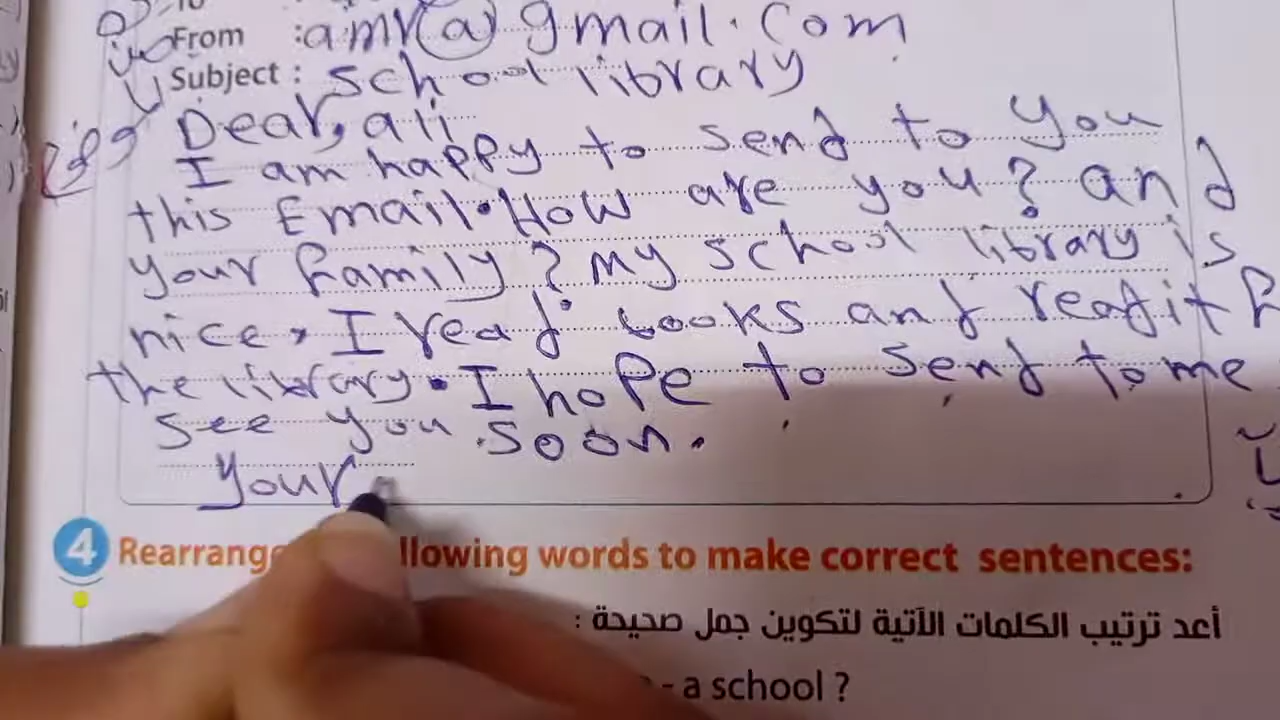 To
From :amr@gmail.com
Subject : school library
Dear, ali
I am happy to send to you
this Email. How are you? and
your family? my school library is
nice, I read books and read it
the library. I hope to send to me
see you soon.
your
4 Rearrang llowing words to make correct sentences:
أعد ترتيب الكلمات الآتية لتكوين جمل صحيحة :
- a school ?